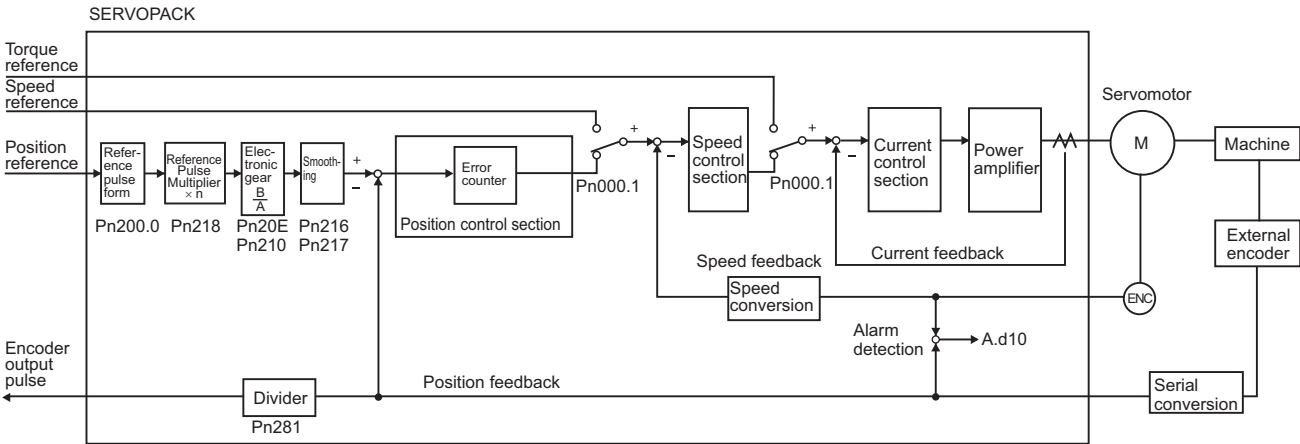 SERVOPACK
Torque
reference
Speed
reference
Position
reference
Refer-
ence
pulse
form
Pn200.0
Reference
Pulse
Multiplier
× n
Pn218
Elec-
tronic
gear
B
A
Pn20E
Pn210
Smooth-
ing
Pn216
Pn217
+
−
Error
counter
Position control section
Pn000.1
+
−
Speed
control
section
Pn000.1
+
−
Current
control
section
Power
amplifier
Servomotor
M
Machine
External
encoder
Current feedback
Speed feedback
Speed
conversion
ENC
Alarm
detection
A.d10
Encoder
output
pulse
Divider
Pn281
Position feedback
Serial
conversion